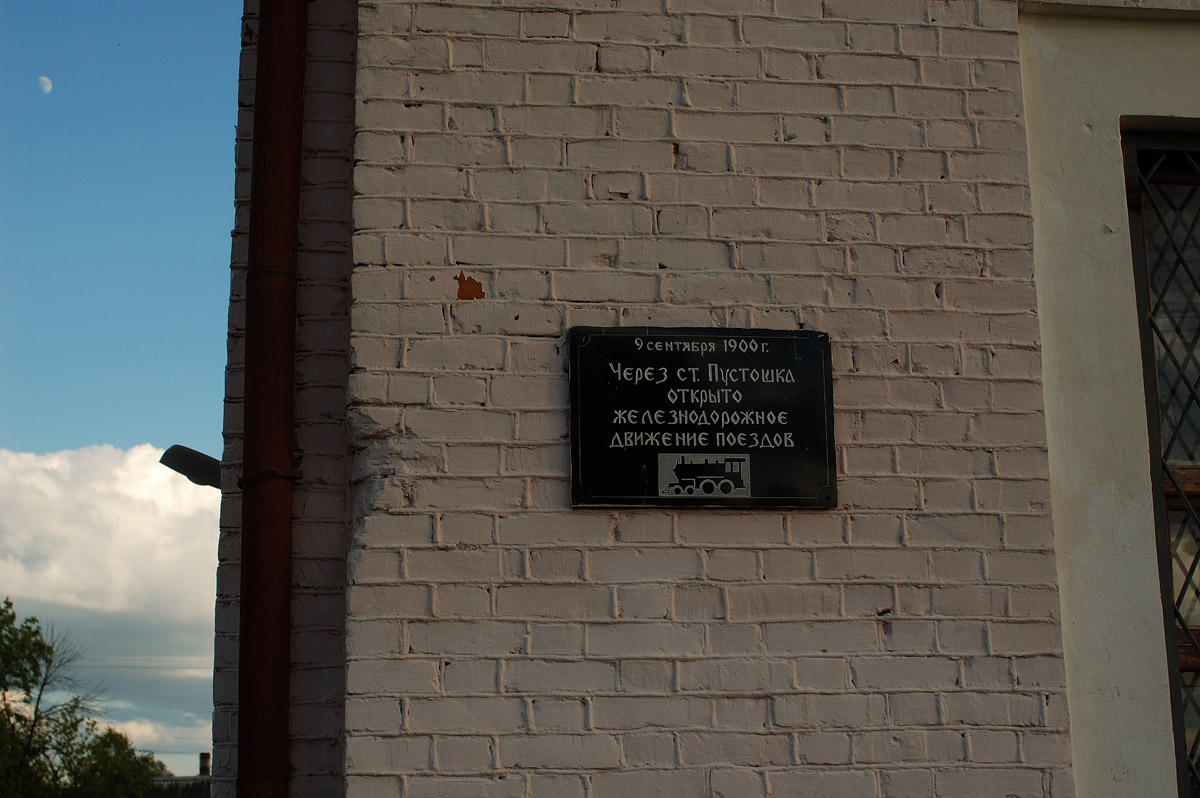 9 сентября 1900 г.
Через ст. Пустошка
открыто
железнодорожное
движение поездов